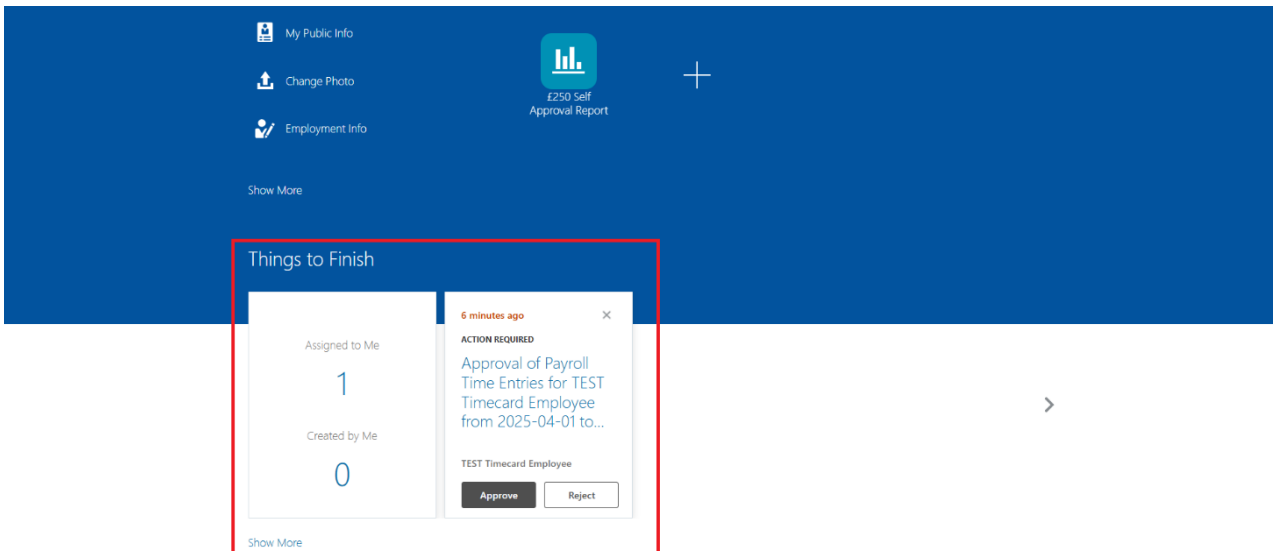 My Public Info
Change Photo
Employment Info
£250 Self
Approval Report
Show More
Things to Finish
Assigned to Me
1
Created by Me
0
6 minutes ago
ACTION REQUIRED
Approval of Payroll
Time Entries for TEST
Timecard Employee
from 2025-04-01 to...
TEST Timecard Employee
Approve
Reject
Show More